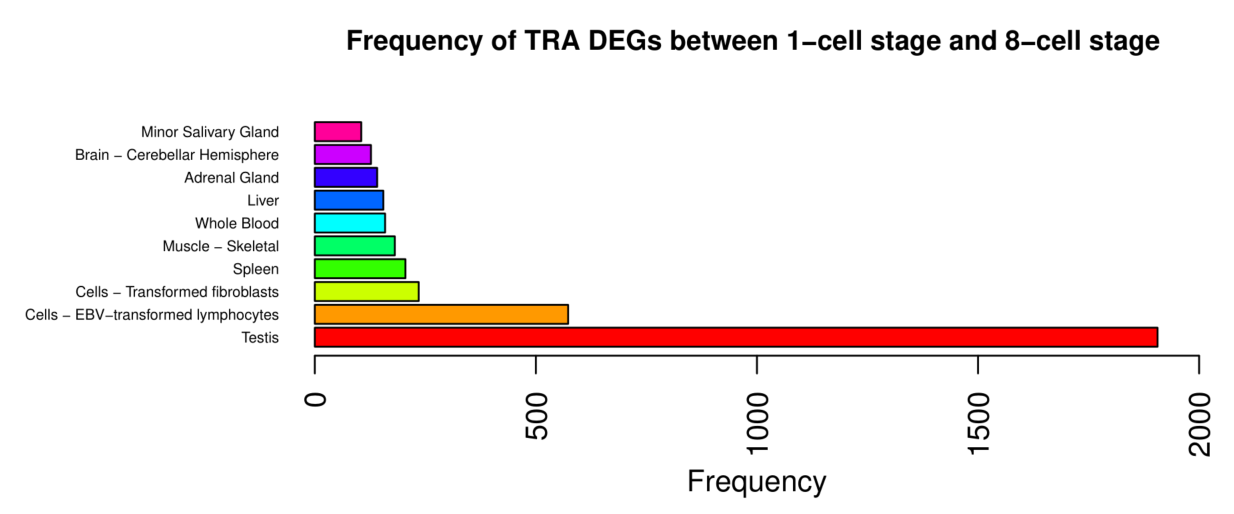 Frequency of TRA DEGs between 1−cell stage and 8−cell stage
Minor Salivary Gland
Brain − Cerebellar Hemisphere
Adrenal Gland
Liver
Whole Blood
Muscle − Skeletal
Spleen
Cells − Transformed fibroblasts
Cells − EBV−transformed lymphocytes
Testis
0 500 1000 1500 2000
Frequency